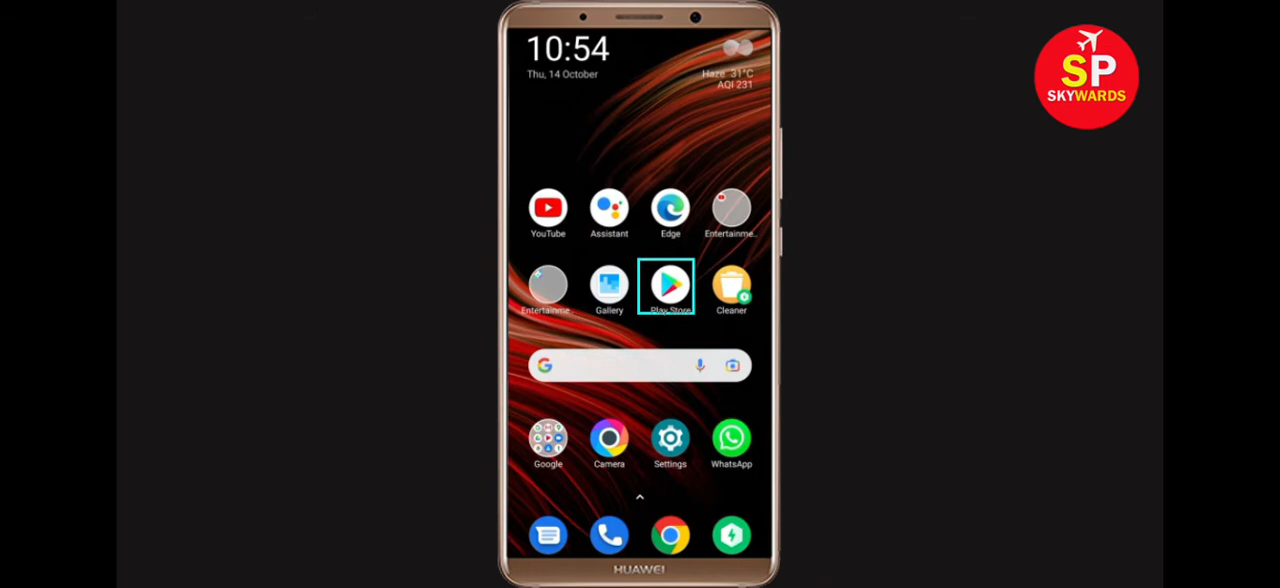 10:54
Thu, 14 October
Haze 31°C
AQI 231
SP
SKYWARDS
YouTube
Assistant
Edge
Entertainme..
Entertainme..
Gallery
Play Store
Cleaner
Google
Camera
Settings
WhatsApp
HUAWEI